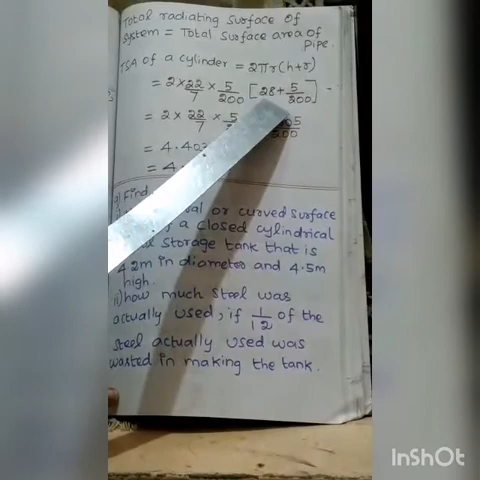 Total radiating surface of
System = Total surface area of
pipe.
TSA of a cylinder = 2πr(h+r)
= 2 × 22/7 × 5/200 [28 + 5/200]
= 2 × 22/7 × 5/
200
= 4.40
= 4.
9) Find
or curved surface
a closed cylindrical
storage tank that is
4.2m in diameter and 4.5m
high.
ii) how much steel was
actually used, if 1/12 of the
steel actually used was
wasted in making the tank.
InShOt